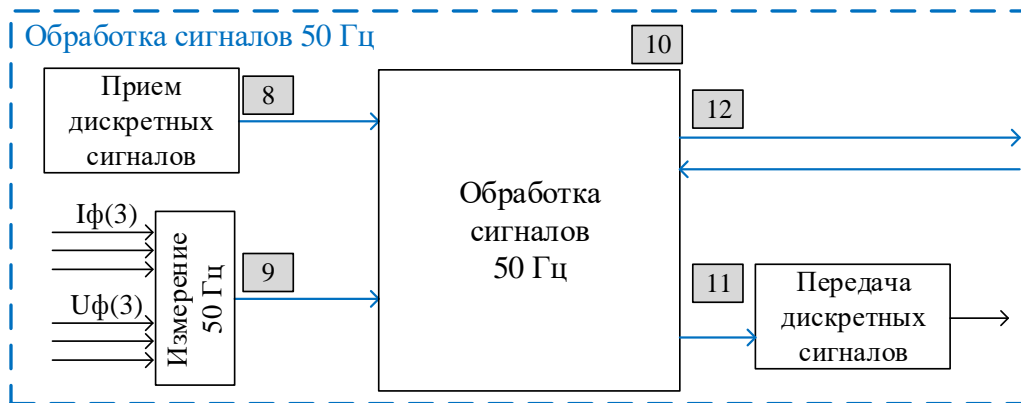 Обработка сигналов 50 Гц
10
Прием
дискретных
сигналов
8
12
Обработка
сигналов
50 Гц
Iф(3)
Uф(3)
Измерение
50 Гц
9
11
Передача
дискретных
сигналов